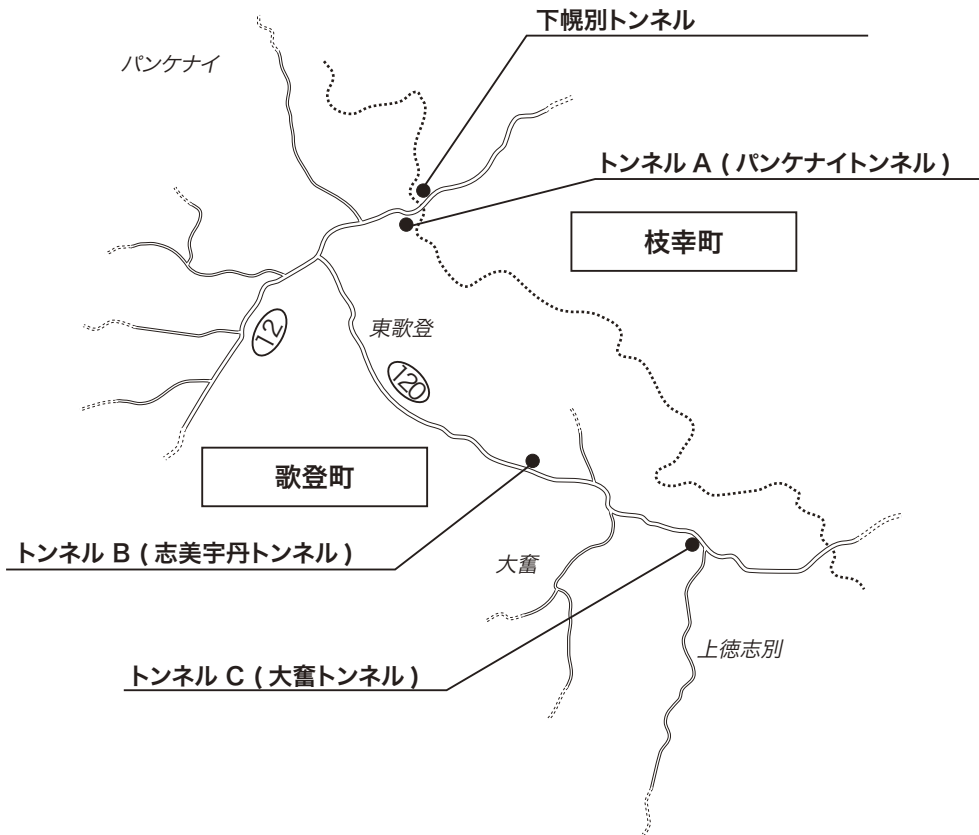 下幌別トンネル
パンケナイ
トンネル A ( パンケナイトンネル )
枝幸町
12
東歌登
120
歌登町
トンネル B ( 志美宇丹トンネル )
大奮
上徳志別
トンネル C ( 大奮トンネル )